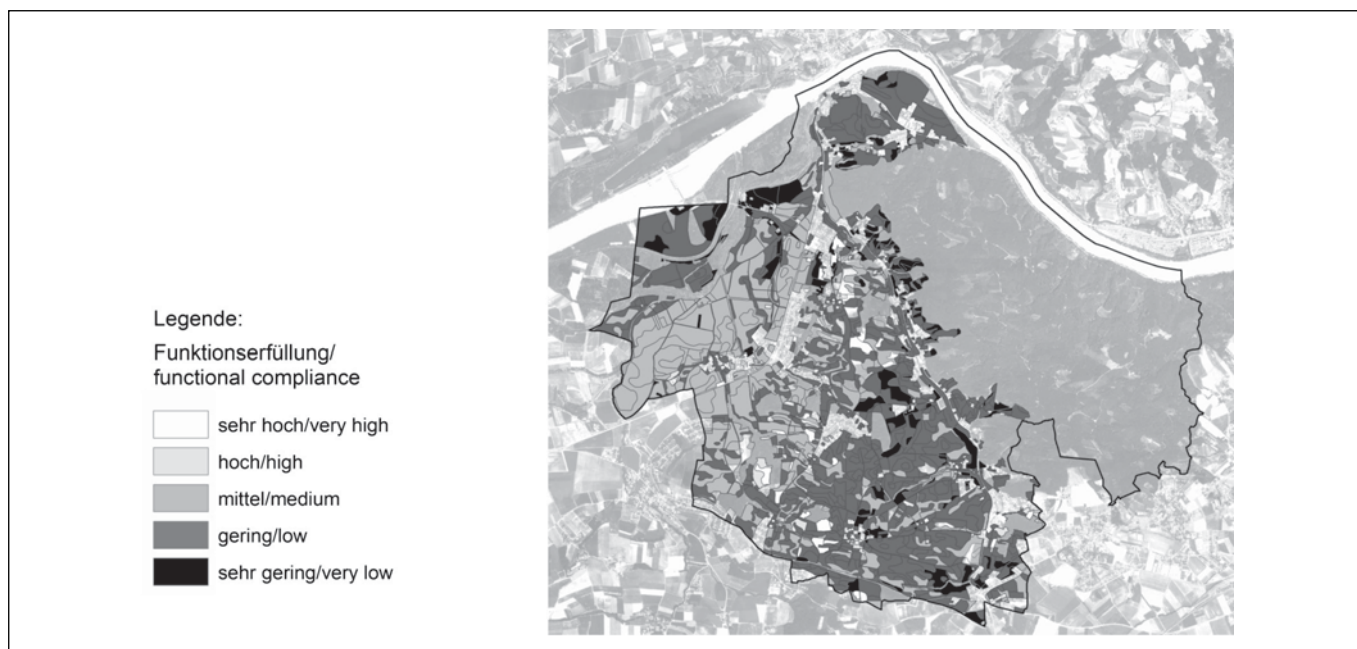 Legende:
Funktionserfüllung/
functional compliance
sehr hoch/very high
hoch/high
mittel/medium
gering/low
sehr gering/very low